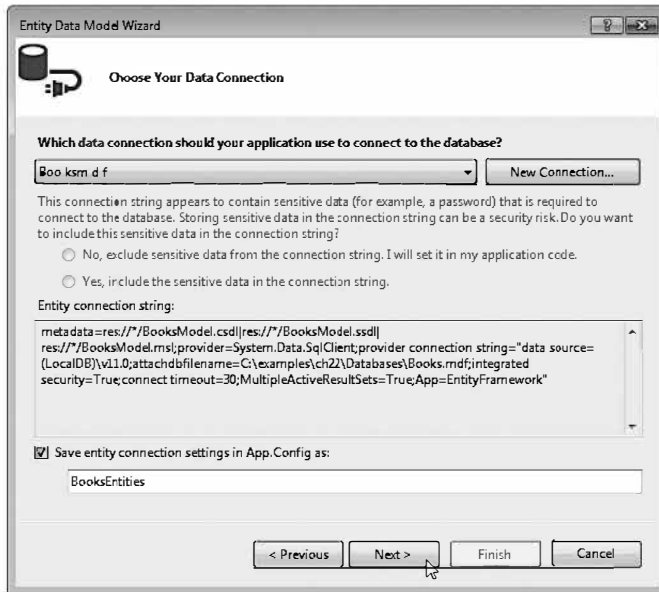 Entity Data Model Wizard
Choose Your Data Connection
Which data connection should your application use to connect to the database?
Boo ksm d f
New Connection...
This connection string appears to contain sensitive data (for example, a password) that is required to
connect to the database. Storing sensitive data in the connection string can be a security risk. Do you want
to include this sensitive data in the connection string?
No, exclude sensitive data from the connection string. I will set it in my application code.
Yes, include the sensitive data in the connection string.
Entity connection string:
metadata=res://*/BooksModel.csdl|res://*/BooksModel.ssdl|
res://*/BooksModel.msl;provider=System.Data.SqlClient;provider connection string="data source=
(LocalDB)\v11.0;attachdbfilename=C:\examples\ch22\Databases\Books.mdf;integrated
security=True;connect timeout=30;MultipleActiveResultSets=True;App=EntityFramework"
Save entity connection settings in App.Config as:
BooksEntities
< Previous
Next >
Finish
Cancel